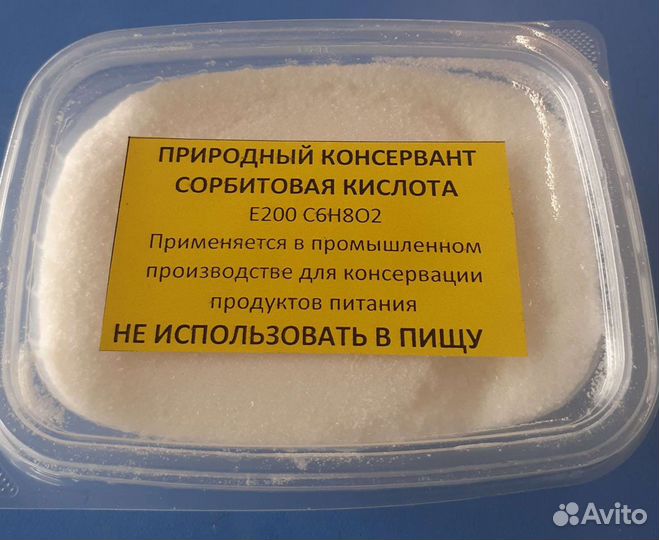 ПРИРОДНЫЙ КОНСЕРВАНТ
СОРБИТОВАЯ КИСЛОТА
Е200 С6Н8О2
Применяется в промышленном
производстве для консервации
продуктов питания
НЕ ИСПОЛЬЗОВАТЬ В ПИЩУ
Avito